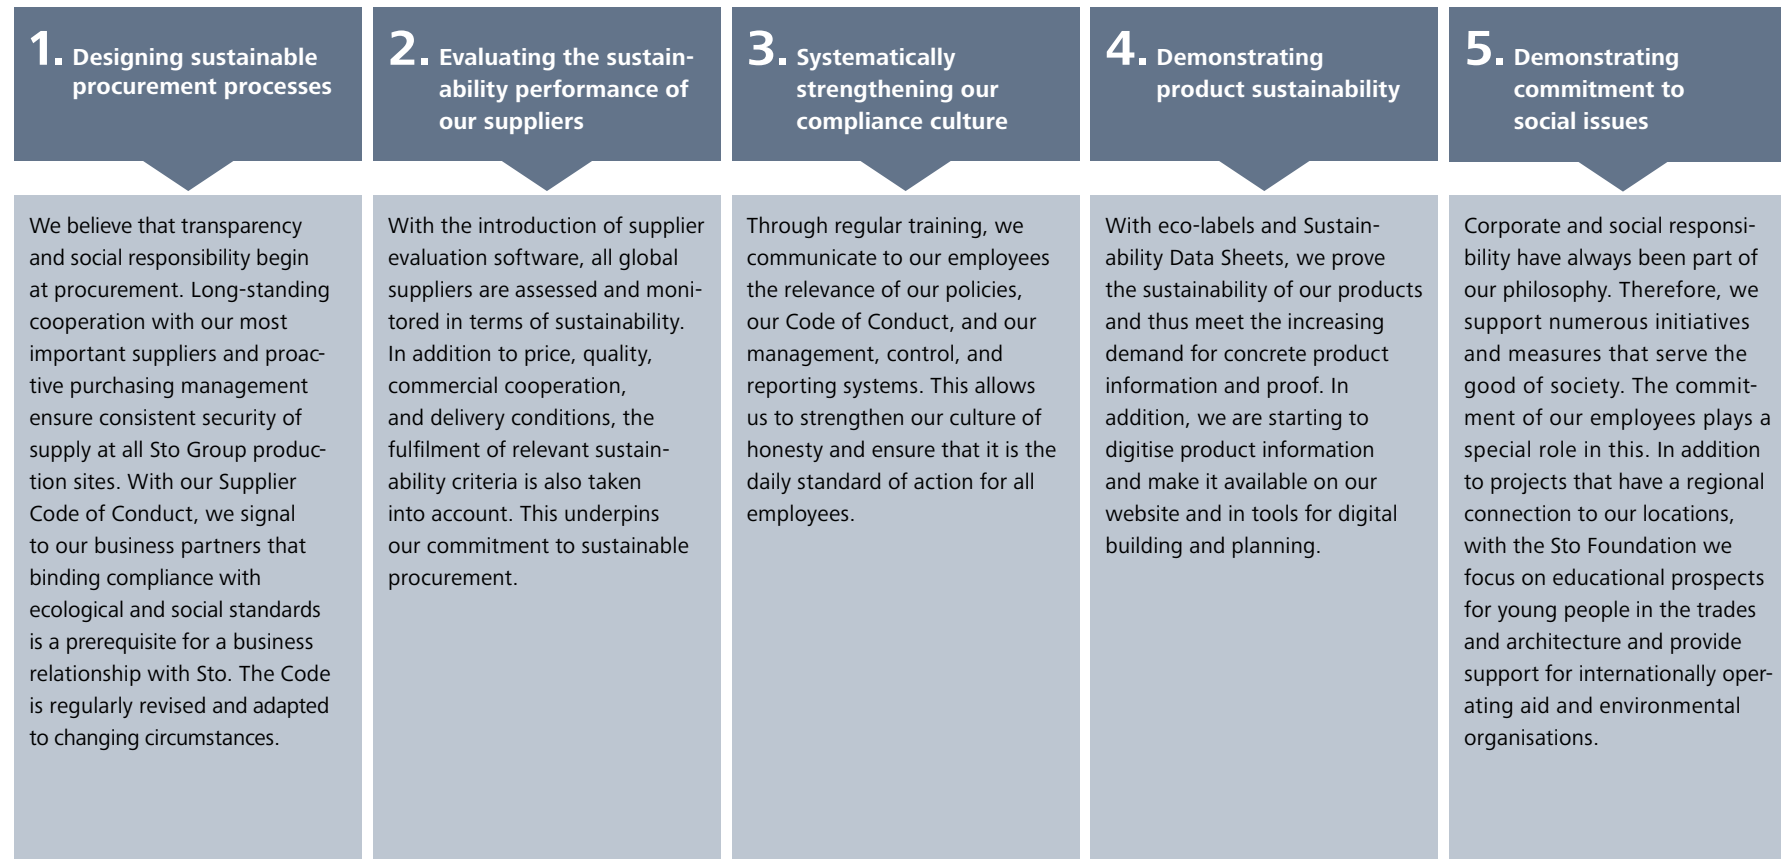 1. Designing sustainable
procurement processes
We believe that transparency
and social responsibility begin
at procurement. Long-standing
cooperation with our most
important suppliers and proac-
tive purchasing management
ensure consistent security of
supply at all Sto Group produc-
tion sites. With our Supplier
Code of Conduct, we signal
to our business partners that
binding compliance with
ecological and social standards
is a prerequisite for a business
relationship with Sto. The Code
is regularly revised and adapted
to changing circumstances.
2. Evaluating the sustain-
ability performance of
our suppliers
With the introduction of supplier
evaluation software, all global
suppliers are assessed and moni-
tored in terms of sustainability.
In addition to price, quality,
commercial cooperation,
and delivery conditions, the
fulfilment of relevant sustain-
ability criteria is also taken
into account. This underpins
our commitment to sustainable
procurement.
3. Systematically
strengthening our
compliance culture
Through regular training, we
communicate to our employees
the relevance of our policies,
our Code of Conduct, and our
management, control, and
reporting systems. This allows
us to strengthen our culture of
honesty and ensure that it is the
daily standard of action for all
employees.
4. Demonstrating
product sustainability
With eco-labels and Sustain-
ability Data Sheets, we prove
the sustainability of our products
and thus meet the increasing
demand for concrete product
information and proof. In
addition, we are starting to
digitise product information
and make it available on our
website and in tools for digital
building and planning.
5. Demonstrating
commitment to
social issues
Corporate and social responsi-
bility have always been part of
our philosophy. Therefore, we
support numerous initiatives
and measures that serve the
good of society. The commit-
ment of our employees plays a
special role in this. In addition
to projects that have a regional
connection to our locations,
with the Sto Foundation we
focus on educational prospects
for young people in the trades
and architecture and provide
support for internationally oper-
ating aid and environmental
organisations.